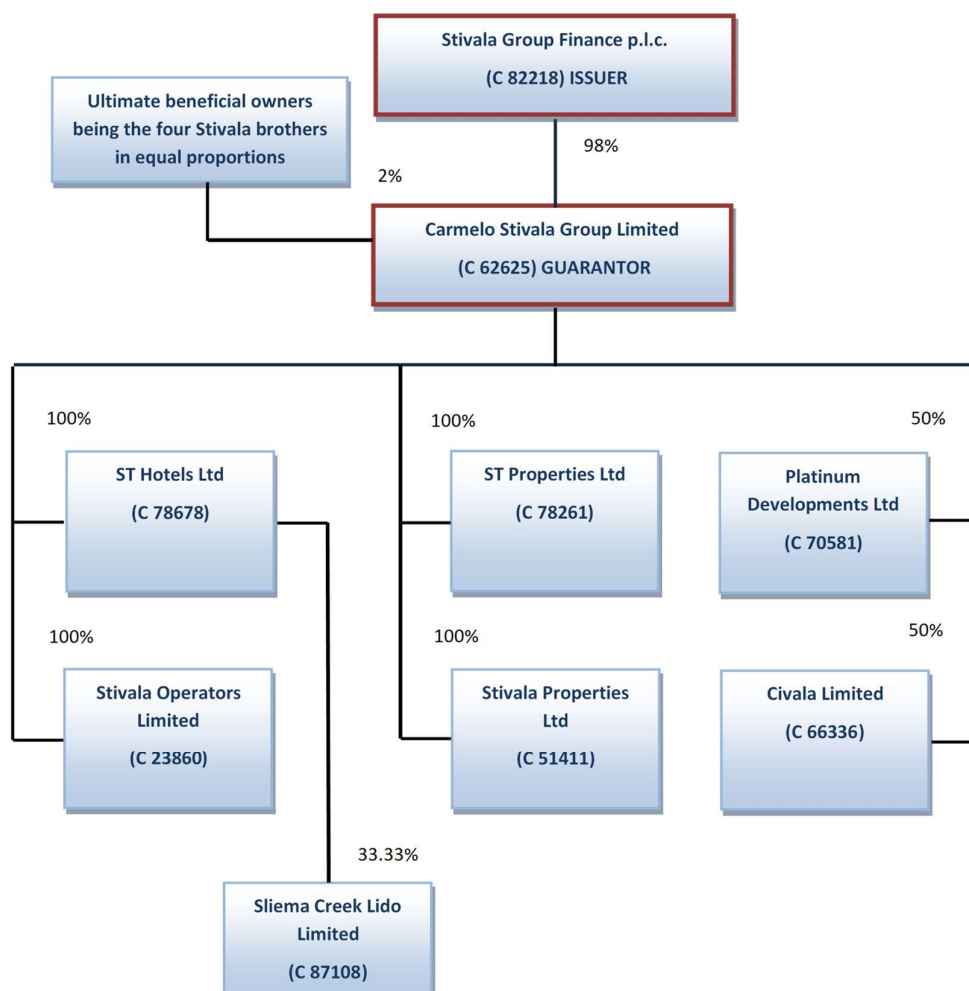 Stivala Group Finance p.l.c.
(C 82218) ISSUER
Ultimate beneficial owners
being the four Stivala brothers
in equal proportions
98%
2%
Carmelo Stivala Group Limited
(C 62625) GUARANTOR
100%
100%
50%
ST Hotels Ltd
(C 78678)
ST Properties Ltd
(C 78261)
Platinum
Developments Ltd
(C 70581)
100%
100%
50%
Stivala Operators
Limited
(C 23860)
Stivala Properties
Ltd
(C 51411)
Civala Limited
(C 66336)
33.33%
Sliema Creek Lido
Limited
(C 87108)